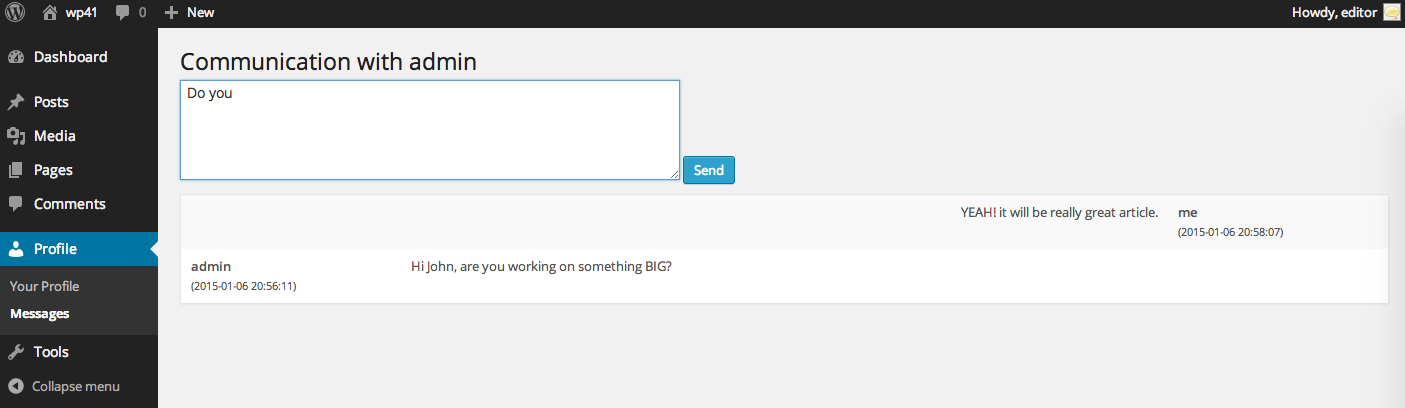 wp41 0 New Howdy, editor
Dashboard
Posts
Media
Pages
Comments
Profile
Your Profile
Messages
Tools
Collapse menu
Communication with admin
Do you
Send
YEAH! it will be really great article. me
(2015-01-06 20:58:07)
admin Hi John, are you working on something BIG?
(2015-01-06 20:56:11)